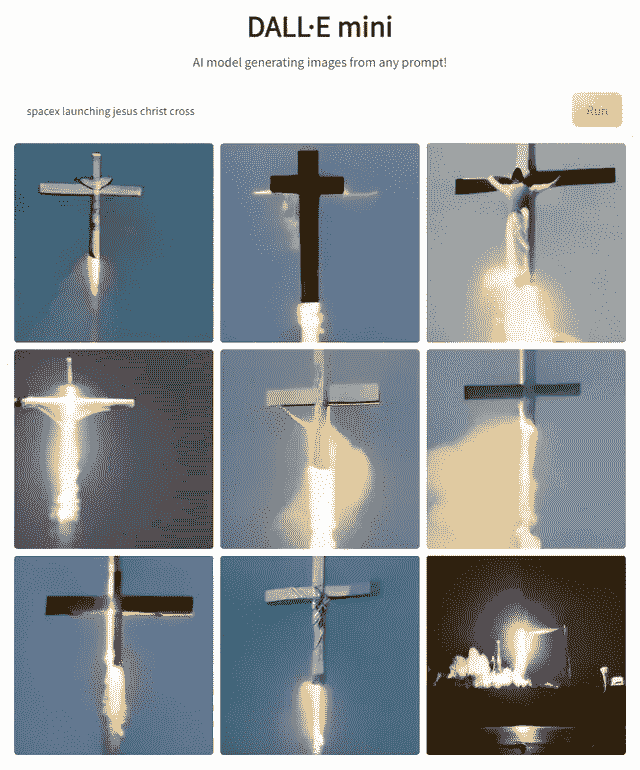 DALL·E mini
AI model generating images from any prompt!
spacex launching jesus christ cross
Run